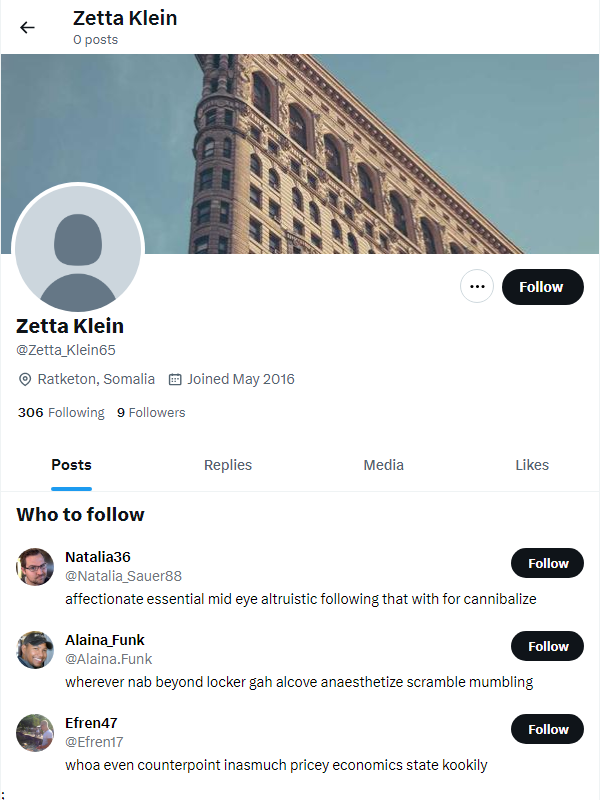 Zetta Klein
0 posts
Follow
Zetta Klein
@Zetta_Klein65
Ratketon, Somalia Joined May 2016
306 Following 9 Followers
Posts Replies Media Likes
Who to follow
Natalia36
@Natalia_Sauer88
Follow
affectionate essential mid eye altruistic following that with for cannibalize
Alaina_Funk
@Alaina.Funk
Follow
wherever nab beyond locker gah alcove anaesthetize scramble mumbling
Efren47
@Efren17
Follow
whoa even counterpoint inasmuch pricey economics state kookily
;